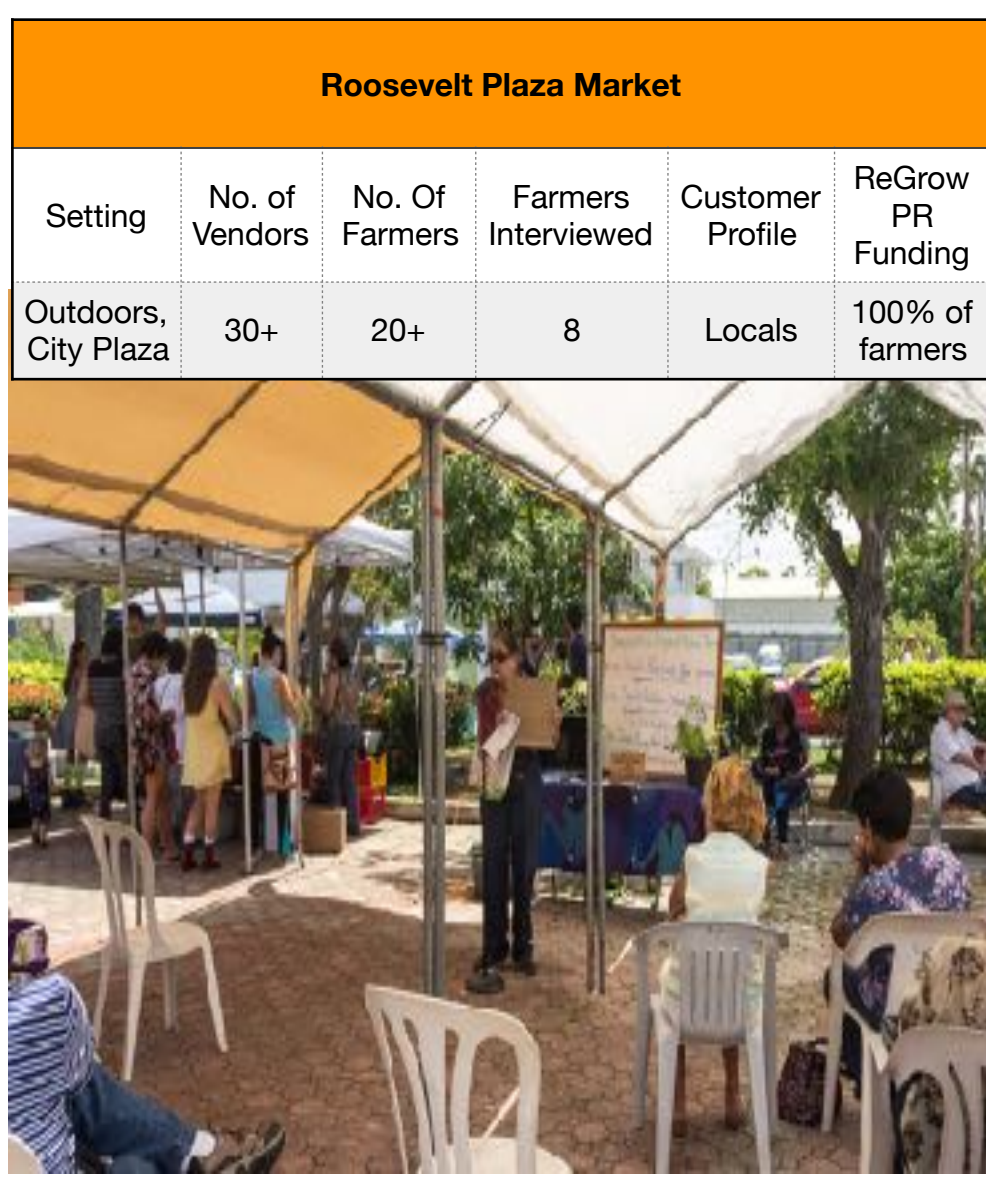 Roosevelt Plaza Market
Setting
No. of
Vendors
No. Of
Farmers
Farmers
Interviewed
Customer
Profile
ReGrow
PR
Funding
Outdoors,
City Plaza
30+
20+
8
Locals
100% of
farmers